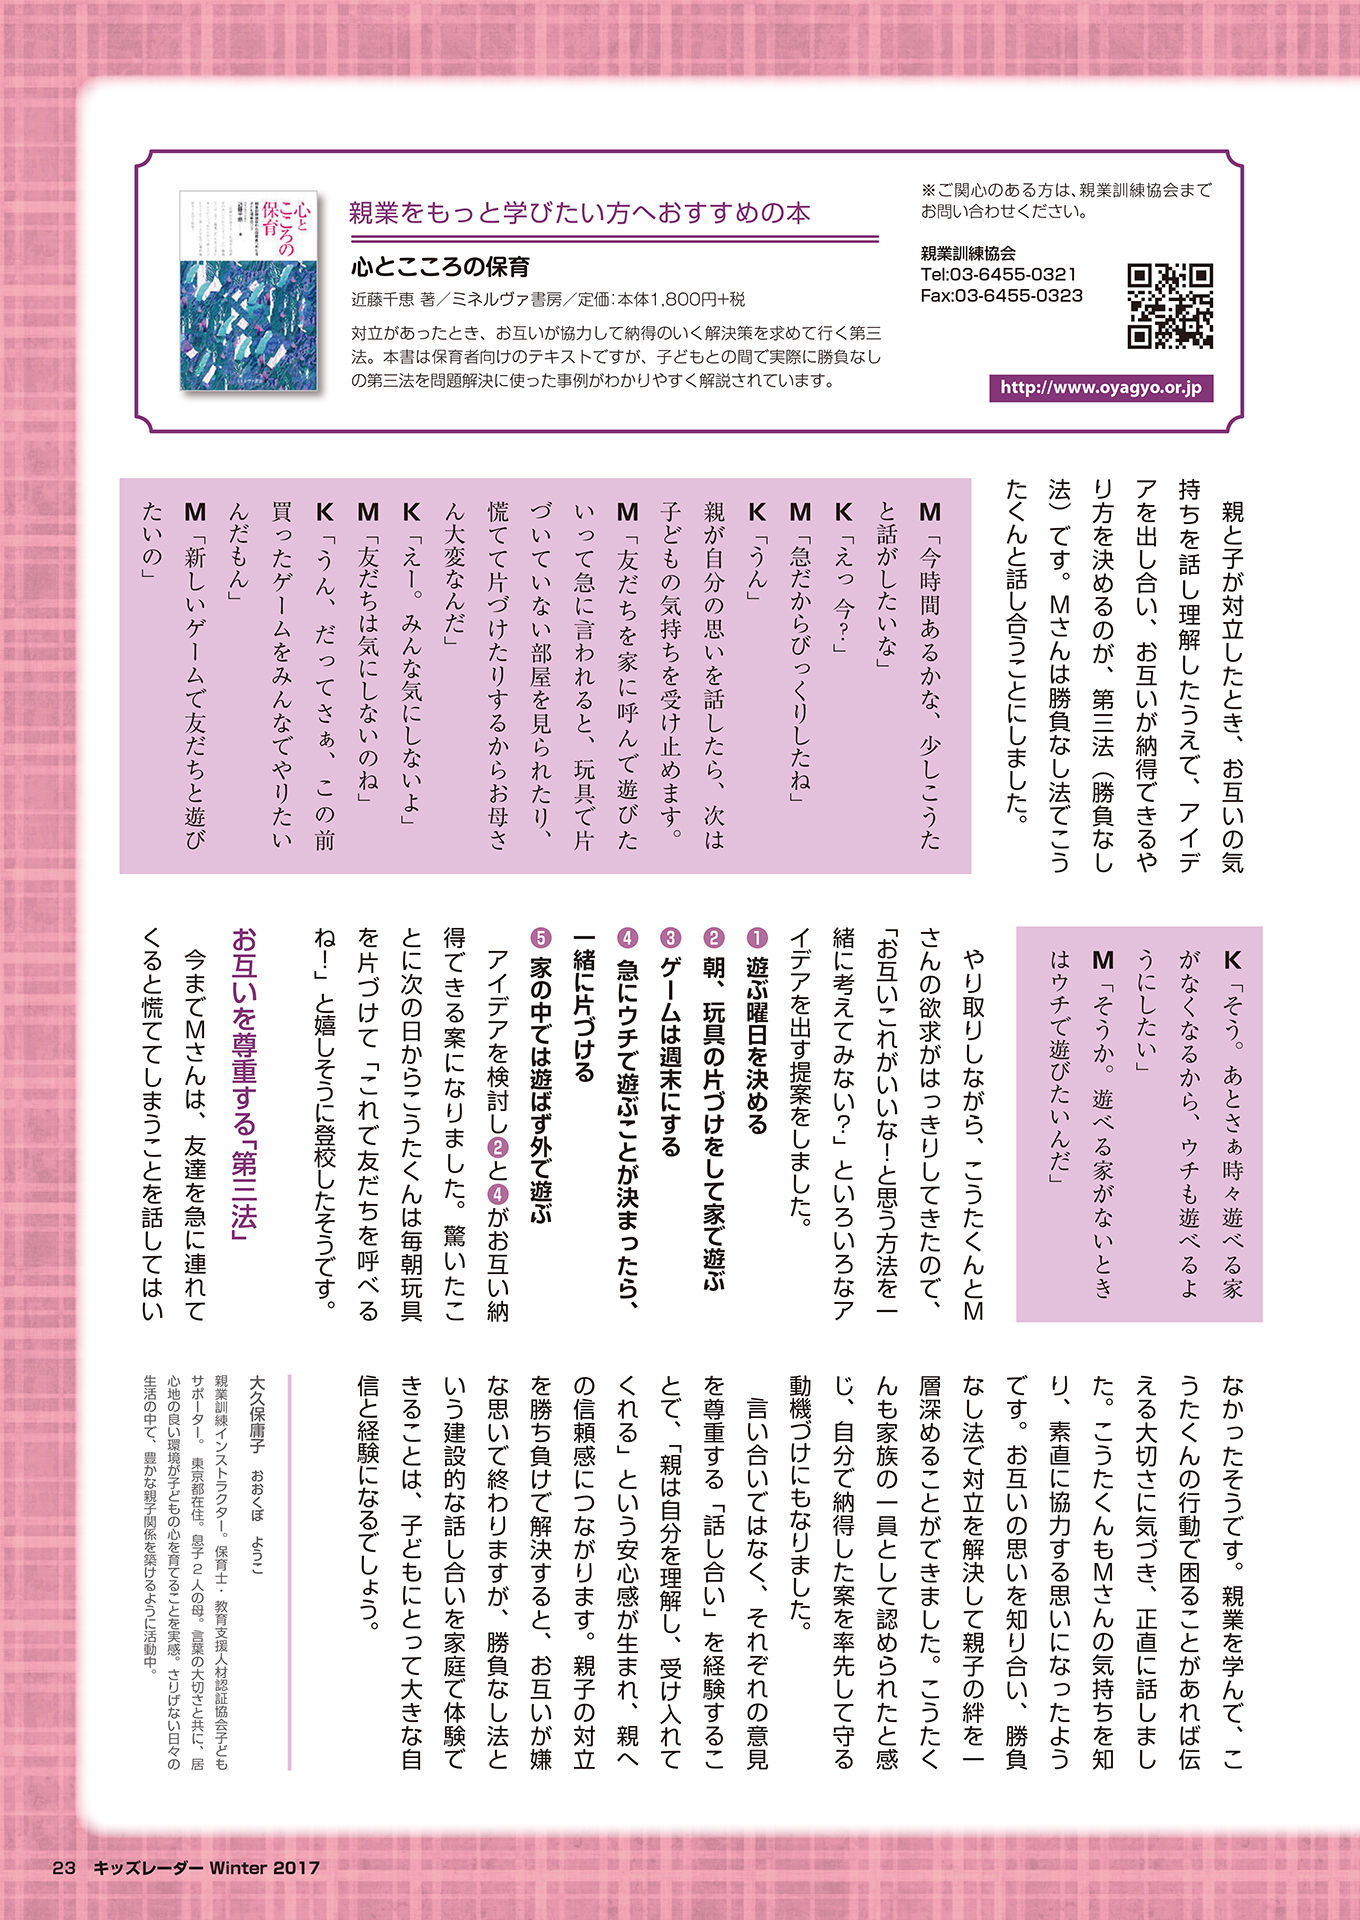 心と
こころの
保育
親業をもっと学びたい方へおすすめの本
心とこころの保育
近藤千恵 著／ミネルヴァ書房／定価：本体1,800円+税
対立があったとき、お互いが協力して納得のいく解決策を求めて行く第三
法。本書は保育者向けのテキストですが、子どもとの間で実際に勝負なし
の第三法を問題解決に使った事例がわかりやすく解説されています。
※ご関心のある方は、親業訓練協会まで
お問い合わせください。
親業訓練協会
Tel:03-6455-0321
Fax:03-6455-0323
http://www.oyagyo.or.jp
親と子が対立したとき、お互いの気
持ちを話し理解したうえで、アイデ
アを出し合い、お互いが納得できるや
り方を決めるのが、第三法（勝負なし
法）です。Mさんは勝負なし法でこう
たくんと話し合うことにしました。
M「今時間あるかな、少しこうた
と話がしたいな」
K「えっ 今？」
M「急だからびっくりしたね」
K「うん」
親が自分の思いを話したら、次は
子どもの気持ちを受け止めます。
M「友だちを家に呼んで遊びた
いって急に言われると、玩具で片
づいていない部屋を見られたり、
慌てて片づけたりするからお母さ
ん大変なんだ」
K「えー。みんな気にしないよ」
M「友だちは気にしないのね」
K「うん、だってさぁ、この前
買ったゲームをみんなでやりたい
んだもん」
M「新しいゲームで友だちと遊び
たいの」
K「そう。あとさぁ時々遊べる家
がなくなるから、ウチも遊べるよ
うにしたい」
M「そうか。遊べる家がないとき
はウチで遊びたいんだ」
やり取りしながら、こうたくんとM
さんの欲求がはっきりしてきたので、
「お互いこれがいいな！と思う方法を一
緒に考えてみない？」といろいろなア
イデアを出す提案をしました。
❶ 遊ぶ曜日を決める
❷ 朝、玩具の片づけをして家で遊ぶ
❸ ゲームは週末にする
❹ 急にウチで遊ぶことが決まったら、
一緒に片づける
❺ 家の中では遊ばず外で遊ぶ
アイデアを検討し❷と❹がお互い納
得できる案になりました。驚いたこ
とに次の日からこうたくんは毎朝玩具
を片づけて「これで友だちを呼べる
ね！」と嬉しそうに登校したそうです。
お互いを尊重する「第三法」
今までMさんは、友達を急に連れて
くると慌ててしまうことを話してはい
なかったそうです。親業を学んで、こ
うたくんの行動で困ることがあれば伝
える大切さに気づき、正直に話しまし
た。こうたくんもMさんの気持ちを知
り、素直に協力する思いになったよう
です。お互いの思いを知り合い、勝負
なし法で対立を解決して親子の絆を一
層深めることができました。こうたく
んも家族の一員として認められたと感
じ、自分で納得した案を率先して守る
動機づけにもなりました。
言い合いではなく、それぞれの意見
を尊重する「話し合い」を経験するこ
とで、「親は自分を理解し、受け入れて
くれる」という安心感が生まれ、親へ
の信頼感につながります。親子の対立
を勝ち負けで解決すると、お互いが嫌
な思いで終わりますが、勝負なし法と
いう建設的な話し合いを家庭で体験で
きることは、子どもにとって大きな自
信と経験になるでしょう。
大久保庸子 おおくぼ ようこ
親業訓練インストラクター。保育士・教育支援人材認証協会子ども
サポーター。東京都在住。息子２人の母。言葉の大切さと共に、居
心地の良い環境が子どもの心を育てることを実感。さりげない日々の
生活の中で、豊かな親子関係を築けるように活動中。
23 キッズレーダー Winter 2017